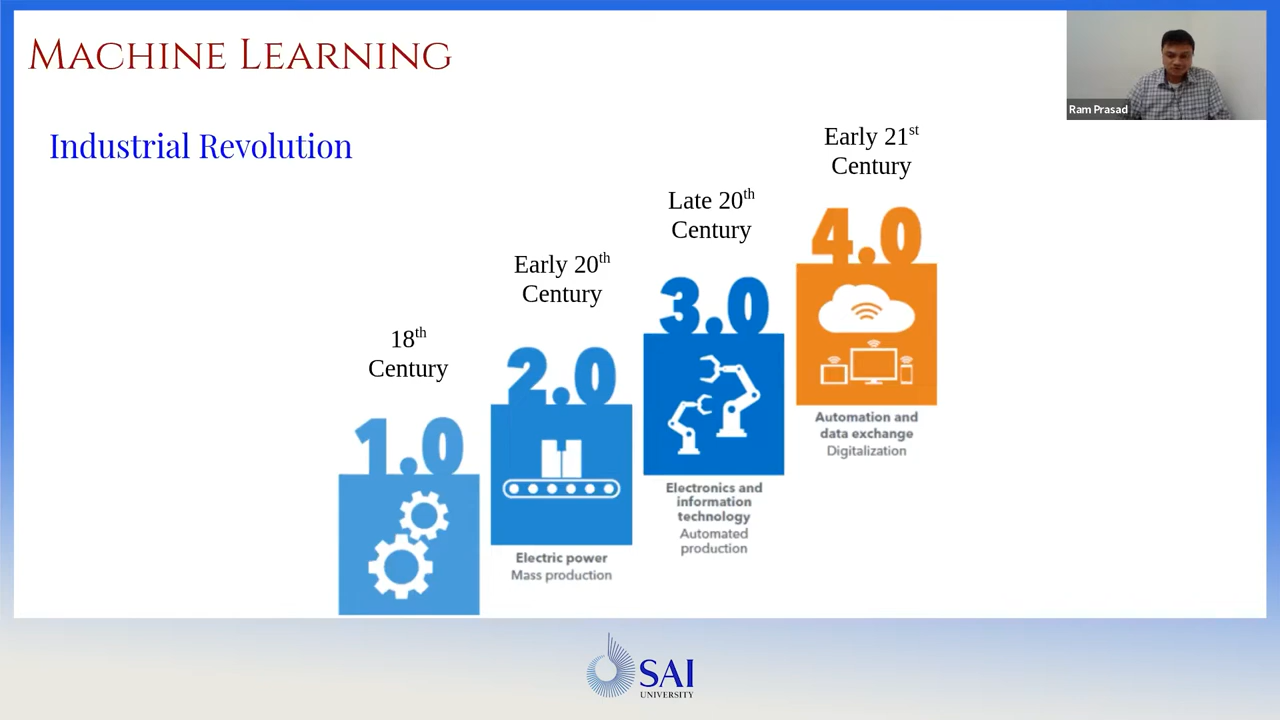 MACHINE LEARNING
Ram Prasad
Industrial Revolution
18th
Century
1.0
Early 20th
Century
2.0
Electric power
Mass production
Late 20th
Century
3.0
Electronics and
information
technology
Automated
production
Early 21st
Century
4.0
Automation and
data exchange
Digitalization
SAI
UNIVERSITY